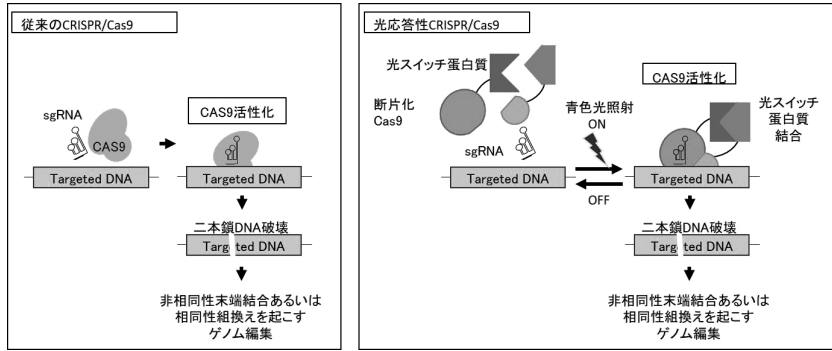 従来のCRISPR/Cas9
sgRNA
CAS9
CAS9活性化
Targeted DNA
Targeted DNA
二本鎖DNA破壊
Targeted DNA
非相同性末端結合あるいは
相同性組換えを起こす
ゲノム編集
光応答性CRISPR/Cas9
光スイッチ蛋白質
断片化
Cas9
sgRNA
青色光照射
ON
OFF
CAS9活性化
光スイッチ
蛋白質
結合
Targeted DNA
Targeted DNA
二本鎖DNA破壊
Targeted DNA
非相同性末端結合あるいは
相同性組換えを起こす
ゲノム編集